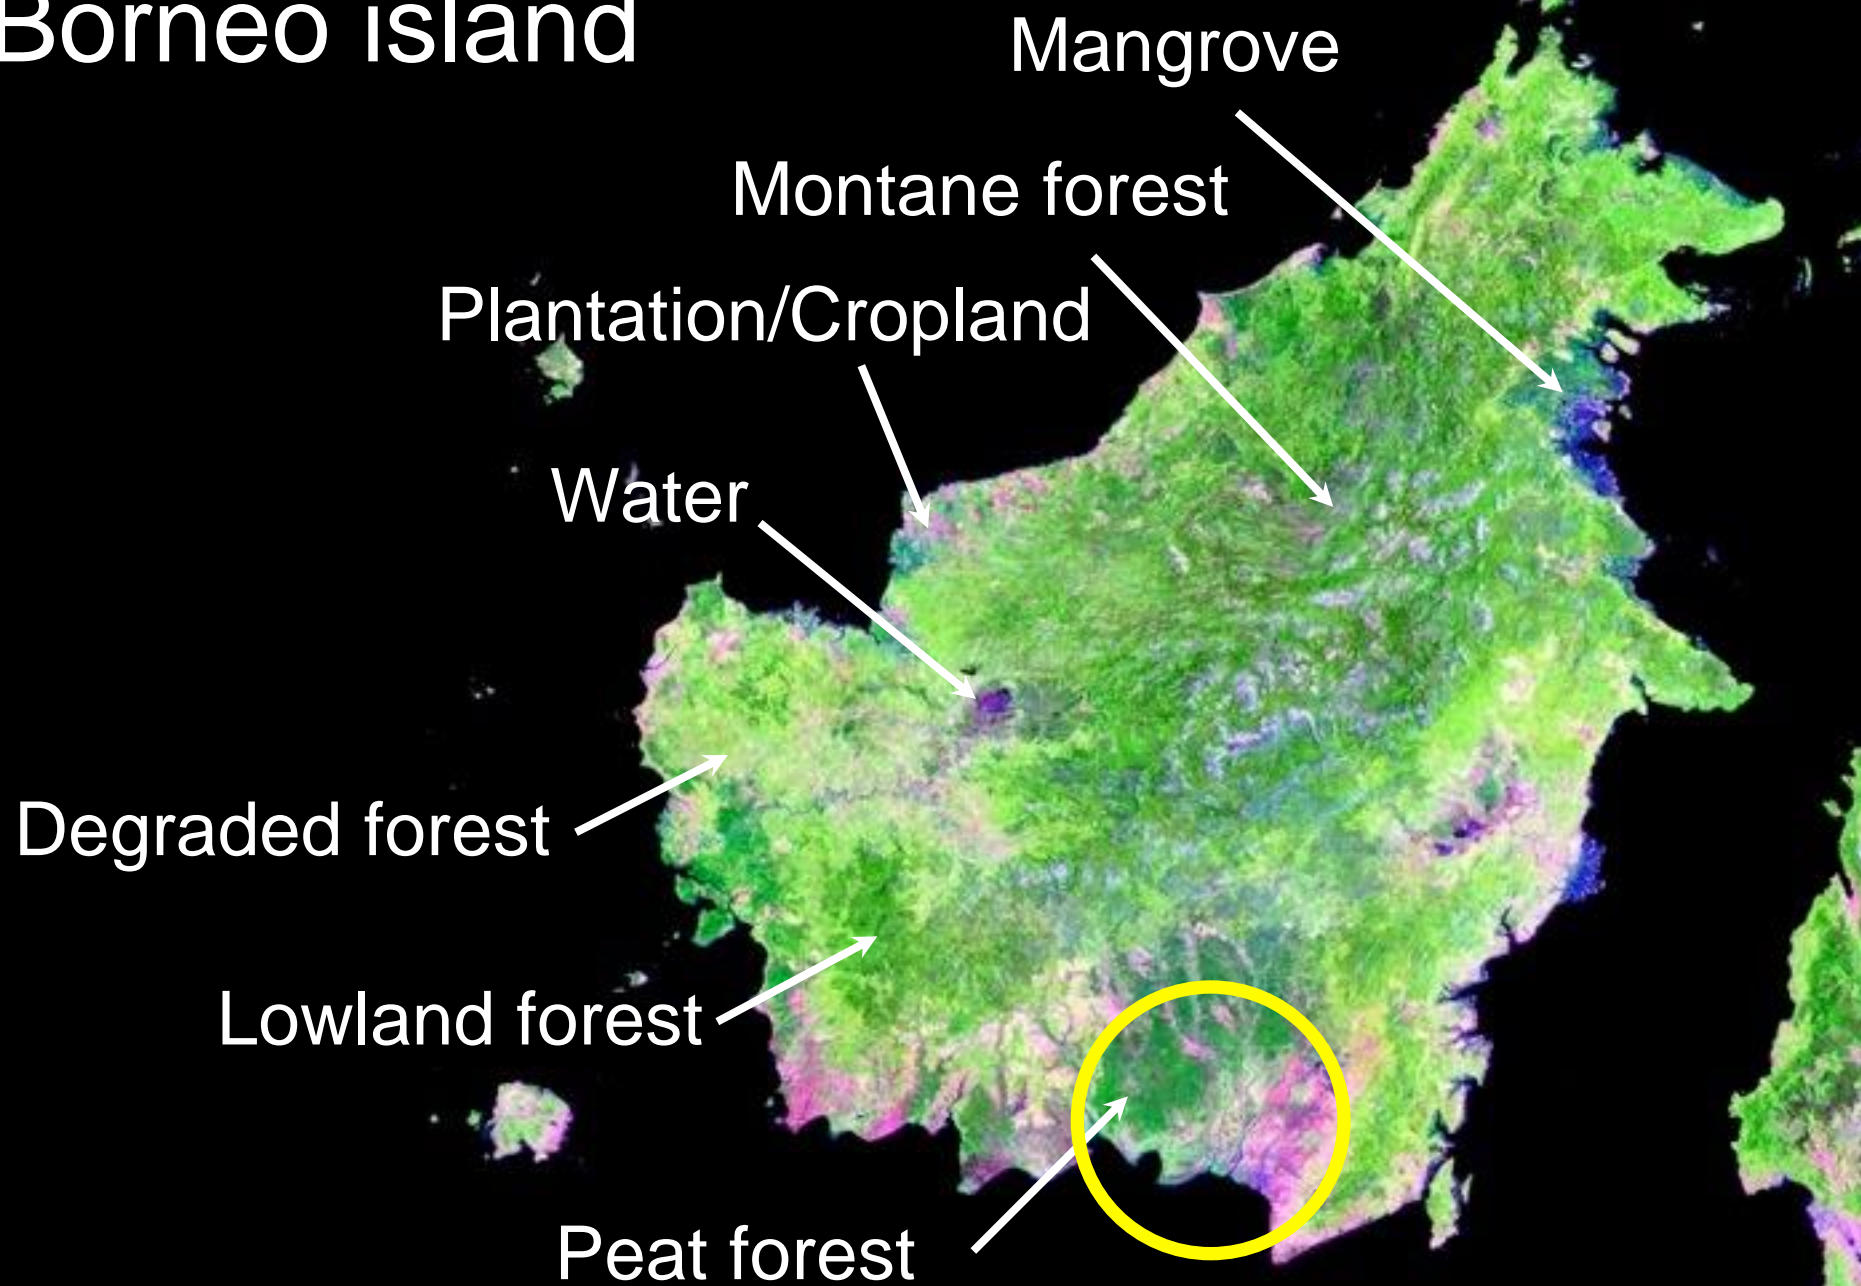 Borneo island
Mangrove
Montane forest
Plantation/Cropland
Water
Degraded forest
Lowland forest
Peat forest